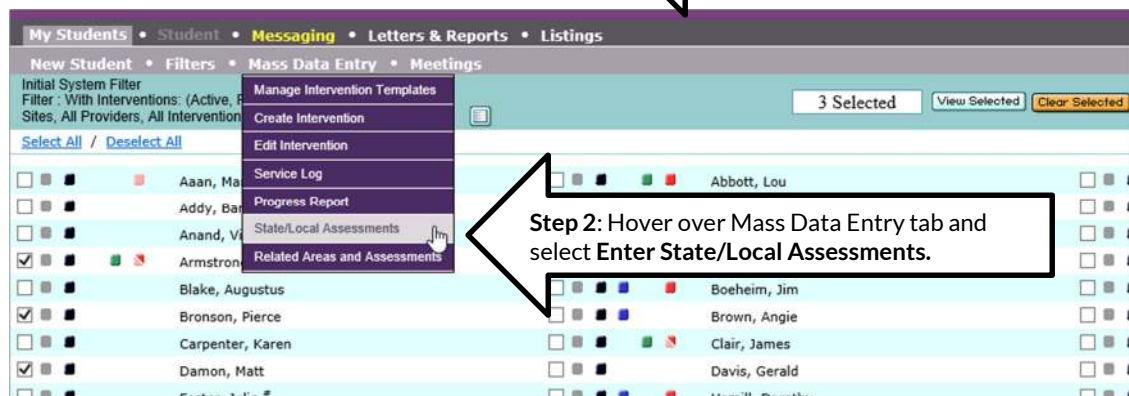 My Students • Student • Messaging • Letters & Reports • Listings
New Student • Filters • Mass Data Entry • Meetings
Initial System Filter
Filter : With Interventions: (Active,
Sites, All Providers, All Intervention
Manage Intervention Templates
Create Intervention
Edit Intervention
Service Log
Progress Report
State/Local Assessments
Related Areas and Assessments
3 Selected
View Selected
Clear Selected
Select All / Deselect All
Step 2: Hover over Mass Data Entry tab and
select Enter State/Local Assessments.
Aaan, Ma
Abbott, Lou
Addy, Bar
Anand, Vi
Armstron
Blake, Augustus
Boeheim, Jim
Bronson, Pierce
Brown, Angie
Carpenter, Karen
Clair, James
Damon, Matt
Davis, Gerald